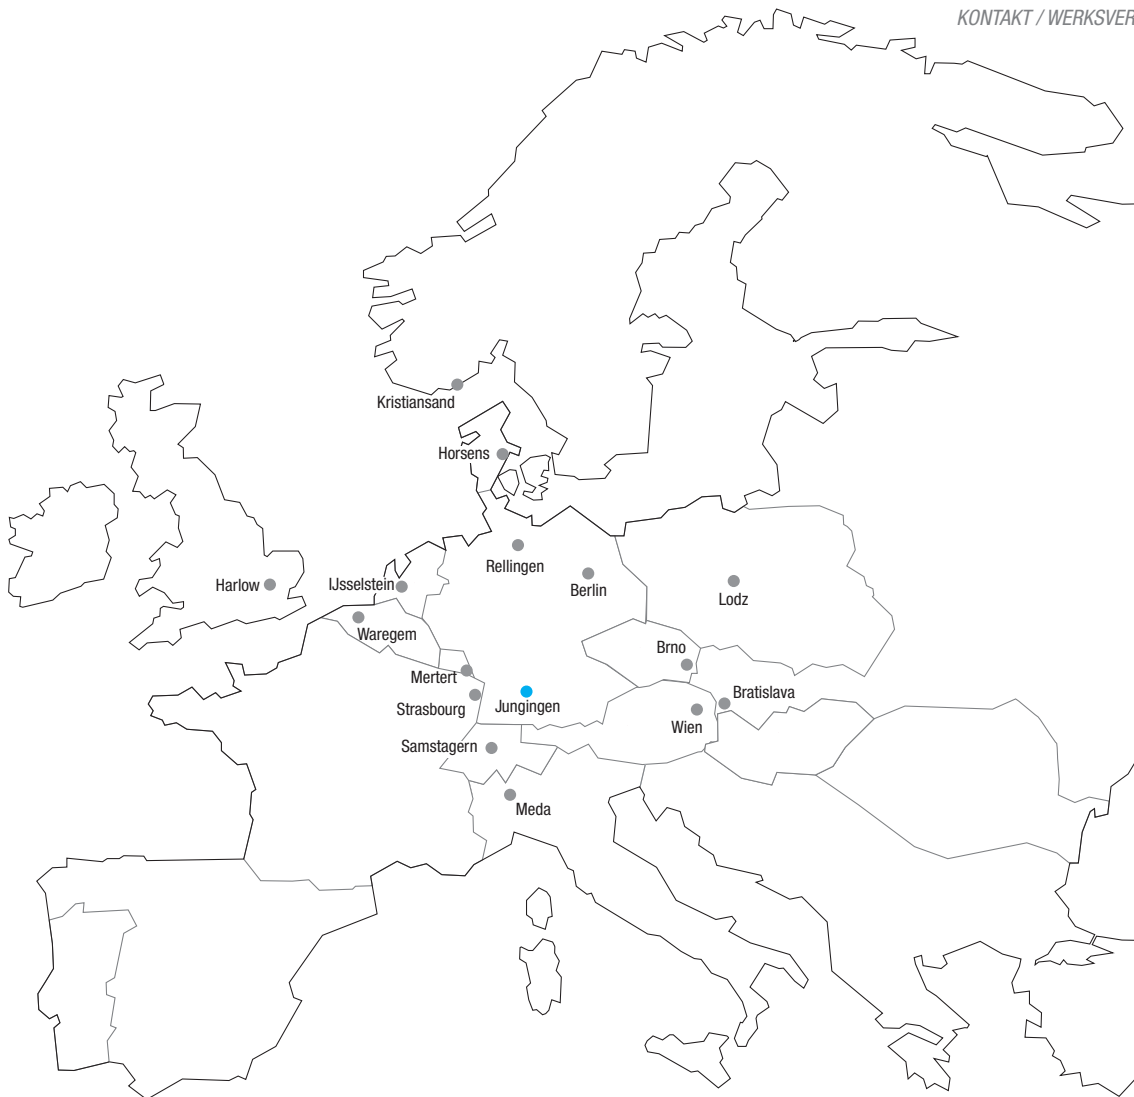 KONTAKT / WERKSVER
Kristiansand
Horsens
Rellingen
Harlow
IJsselstein
Berlin
Lodz
Waregem
Brno
Mertert
Bratislava
Strasbourg
Jungingen
Wien
Samstagern
Meda